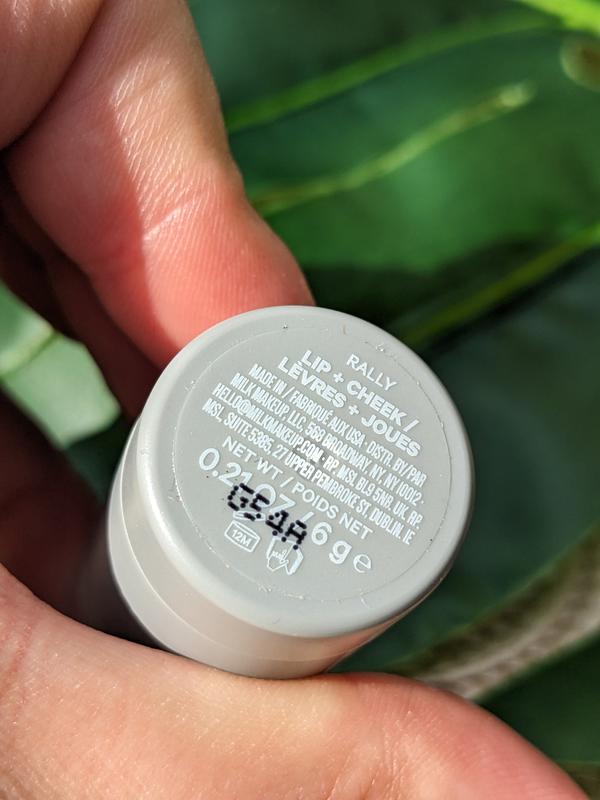 RALLY
LIP + CHEEK /
LÈVRES + JOUES
MADE IN / FABRIQUÉ AUX USA · DISTR. BY/PAR
MILK MAKEUP, LLC, 568 BROADWAY, NY, NY 10012.
HELLO@MILKMAKEUP.COM · RP: MSL BL9 5NR, UK. RP:
MSL, SUITE 5385, 27 UPPER PEMBROKE ST, DUBLIN, IE
NET WT / POIDS NET
0.21 OZ / 6 g e
G54A
12M